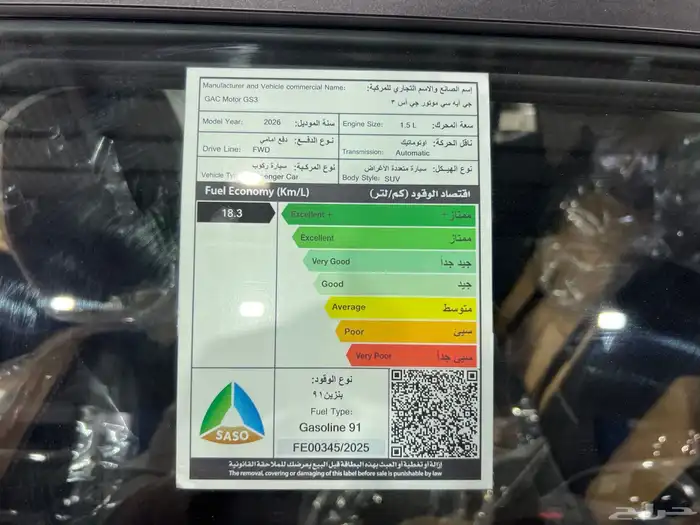 Manufacturer and Vehicle commercial Name: إسم الصانع والاسم التجاري للمركبة:
GAC Motor GS3 جي ايه سي موتور جي أس ٣
Model Year: 2026 سنة الموديل:
Engine Size: 1.5 L سعة المحرك:
Drive Line: FWD نوع الدفع: دفع امامي
Transmission: Automatic ناقل الحركة: اوتوماتيك
نوع المركبة: سيارة ركوب
Body Style: SUV نوع الهيكل: سيارة متعددة الأغراض
Fuel Economy (Km/L) اقتصاد الوقود (كم/لتر)
18.3 Excellent + ممتاز +
Excellent ممتاز
Very Good جيد جداً
Good جيد
Average متوسط
Poor سيئ
Very Poor سيئ جداً
نوع الوقود:
بنزين٩١
Fuel Type:
Gasoline 91
FE00345/2025
SASO
إزالة أو تغطية أو العبث بهذه البطاقة قبل البيع يعرضك للملاحقة القانونية
The removal, covering or damaging of this label before sale is punishable by law
حراج